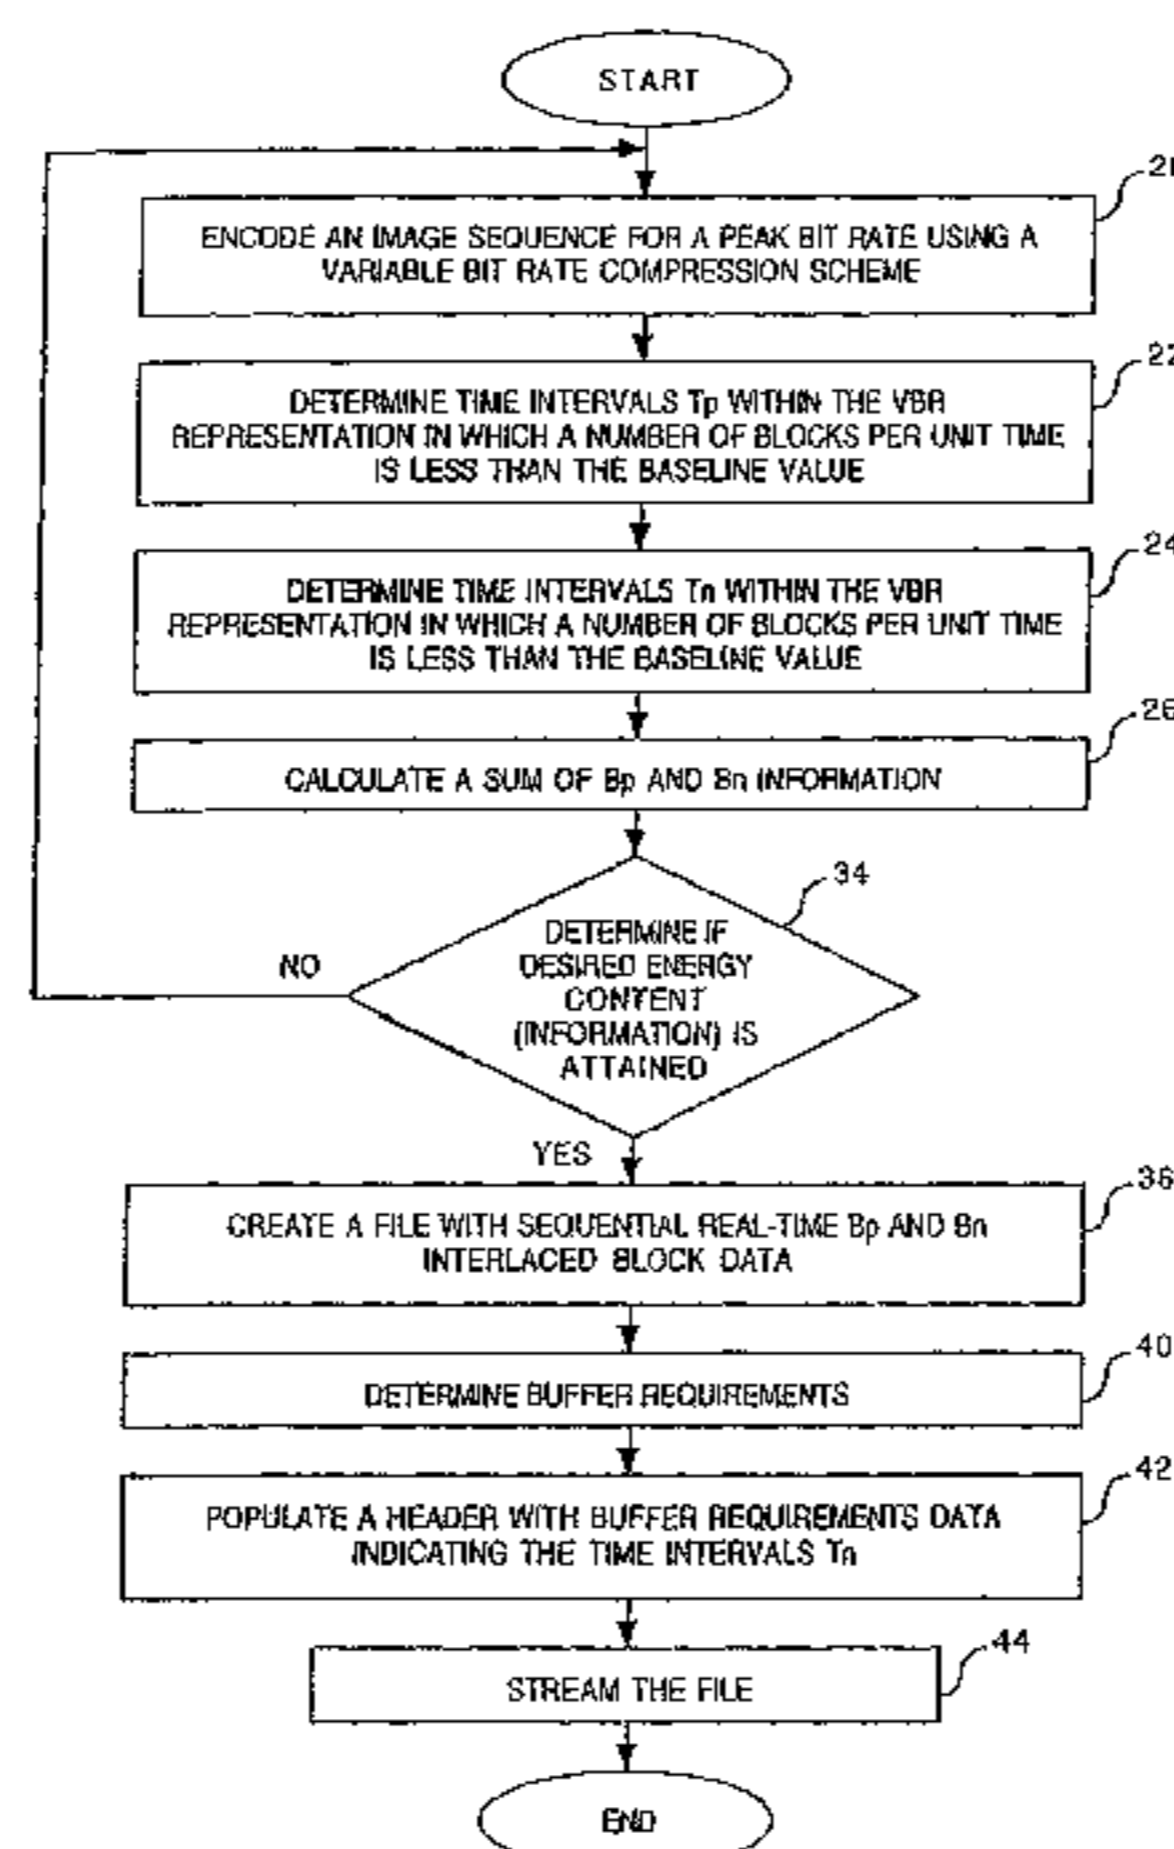 START
ENCODE AN IMAGE SEQUENCE FOR A PEAK BIT RATE USING A
VARIABLE BIT RATE COMPRESSION SCHEME
22
DETERMINE TIME INTERVALS Tp WITHIN THE VBR
REPRESENTATION IN WHICH A NUMBER OF BLOCKS PER UNIT TIME
IS LESS THAN THE BASELINE VALUE
24
DETERMINE TIME INTERVALS Tn WITHIN THE VBR
REPRESENTATION IN WHICH A NUMBER OF BLOCKS PER UNIT TIME
IS LESS THAN THE BASELINE VALUE
26
CALCULATE A SUM OF Bp AND Bn INFORMATION
34
DETERMINE IF
DESIRED ENERGY
CONTENT
(INFORMATION) IS
ATTAINED
NO
YES
36
CREATE A FILE WITH SEQUENTIAL REAL-TIME Bp AND Bn
INTERLACED BLOCK DATA
40
DETERMINE BUFFER REQUIREMENTS
42
POPULATE A HEADER WITH BUFFER REQUIREMENTS DATA
INDICATING THE TIME INTERVALS Tn
44
STREAM THE FILE
END